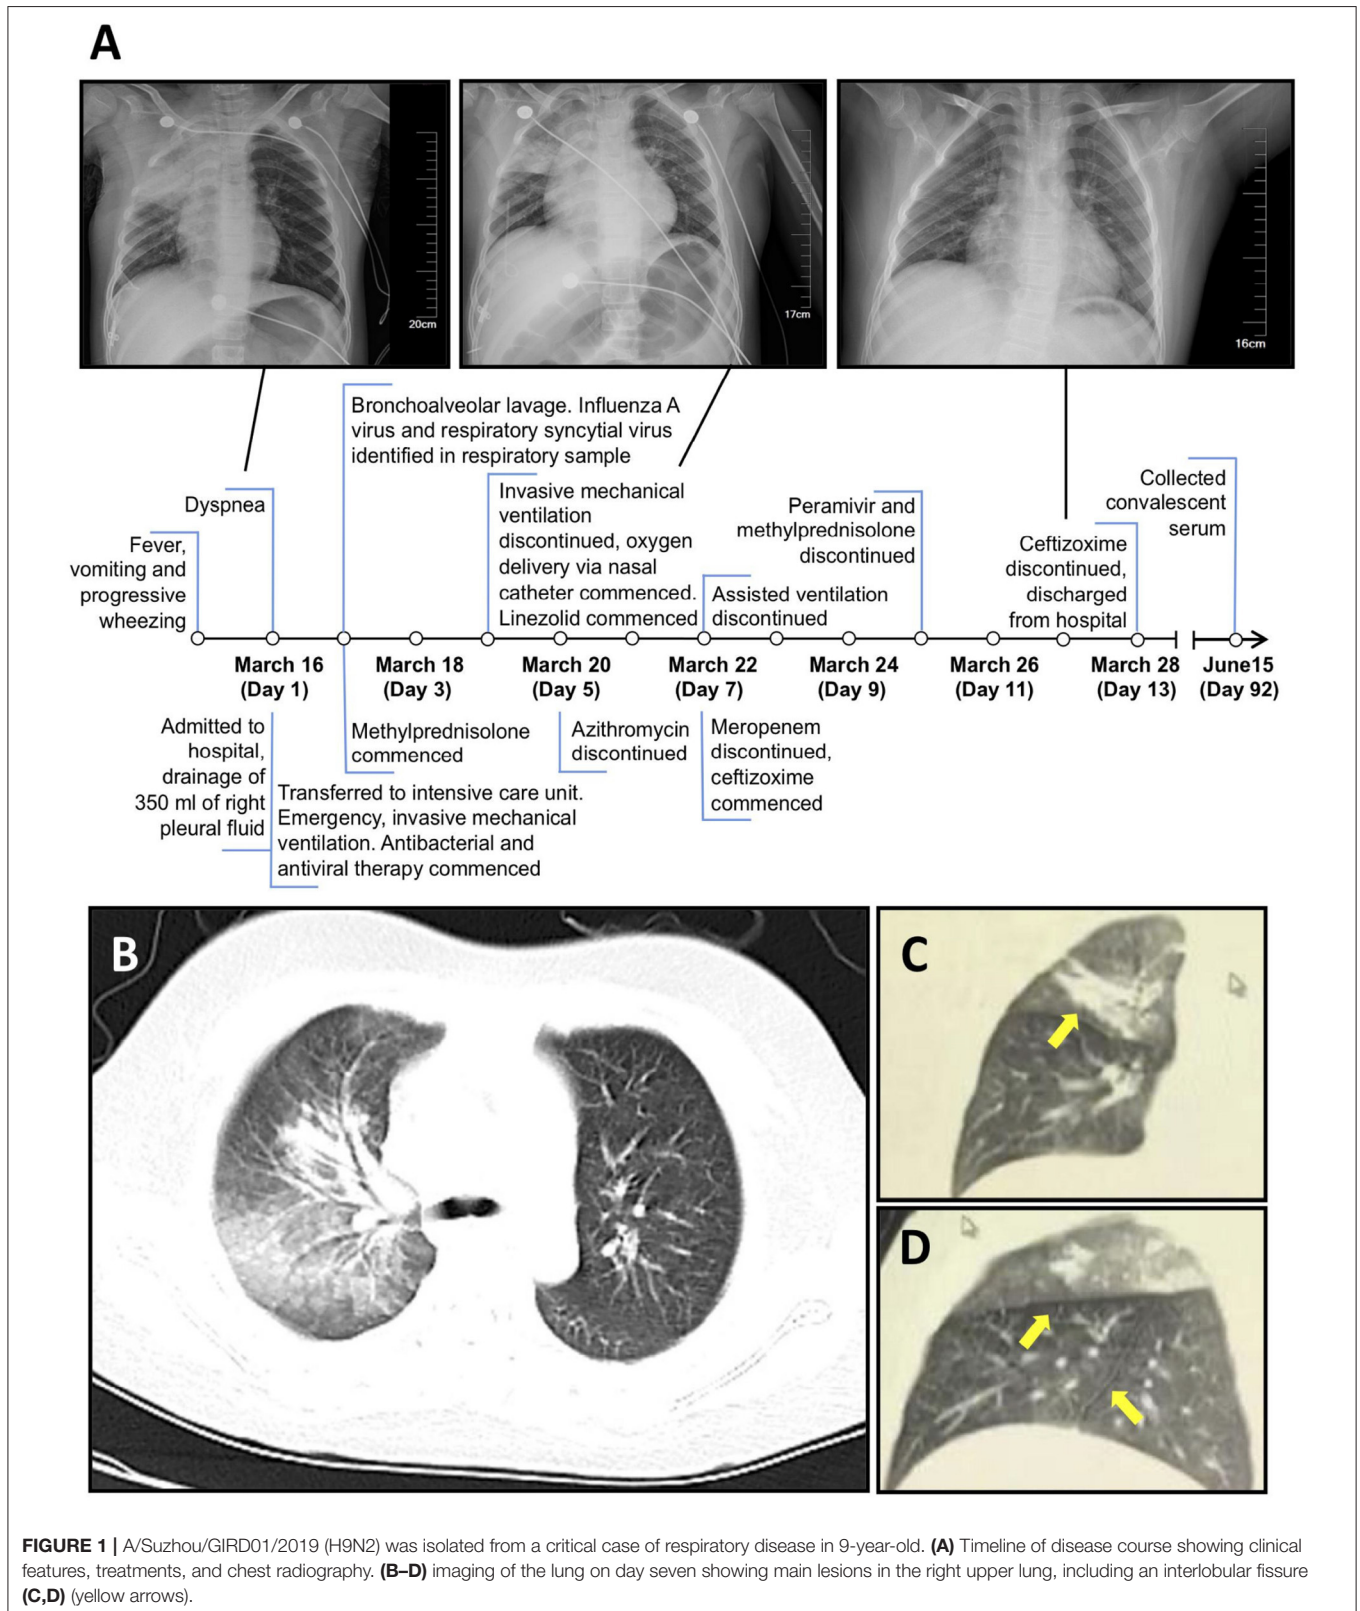 A
20cm
17cm
16cm
Bronchoalveolar lavage. Influenza A
virus and respiratory syncytial virus
identified in respiratory sample
Dyspnea
Fever,
vomiting and
progressive
wheezing
Invasive mechanical
ventilation
discontinued, oxygen
delivery via nasal
catheter commenced.
Linezolid commenced
Assisted ventilation
discontinued
Peramivir and
methylprednisolone
discontinued
Ceftizoxime
discontinued,
discharged
from hospital
Collected
convalescent
serum
March 16
(Day 1)
March 18
(Day 3)
March 20
(Day 5)
March 22
(Day 7)
March 24
(Day 9)
March 26
(Day 11)
March 28
(Day 13)
June15
(Day 92)
Admitted to
hospital,
drainage of
350 ml of right
pleural fluid
Methylprednisolone
commenced
Transferred to intensive care unit.
Emergency, invasive mechanical
ventilation. Antibacterial and
antiviral therapy commenced
Azithromycin
discontinued
Meropenem
discontinued,
ceftizoxime
commenced
B
C
D
FIGURE 1 | A/Suzhou/GIRD01/2019 (H9N2) was isolated from a critical case of respiratory disease in 9-year-old. (A) Timeline of disease course showing clinical
features, treatments, and chest radiography. (B–D) imaging of the lung on day seven showing main lesions in the right upper lung, including an interlobular fissure
(C,D) (yellow arrows).